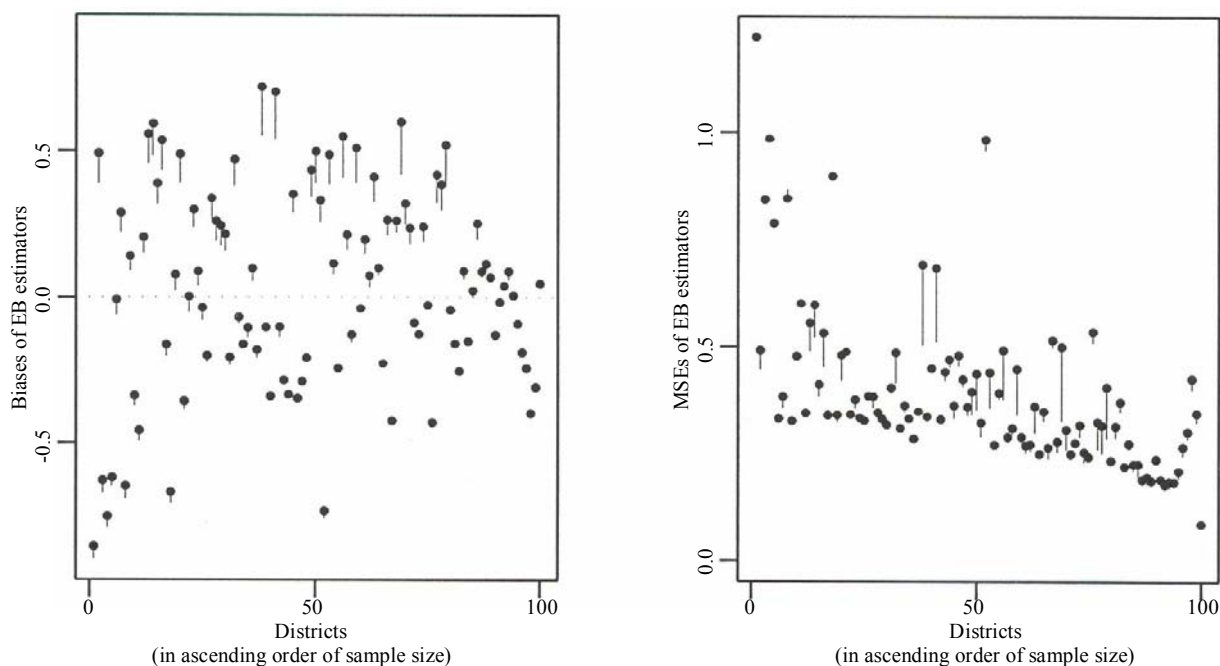 Biases of EB estimators
0.5
0.0
-0.5
0
50
100
Districts
(in ascending order of sample size)
MSEs of EB estimators
1.0
0.5
0.0
0
50
100
Districts
(in ascending order of sample size)